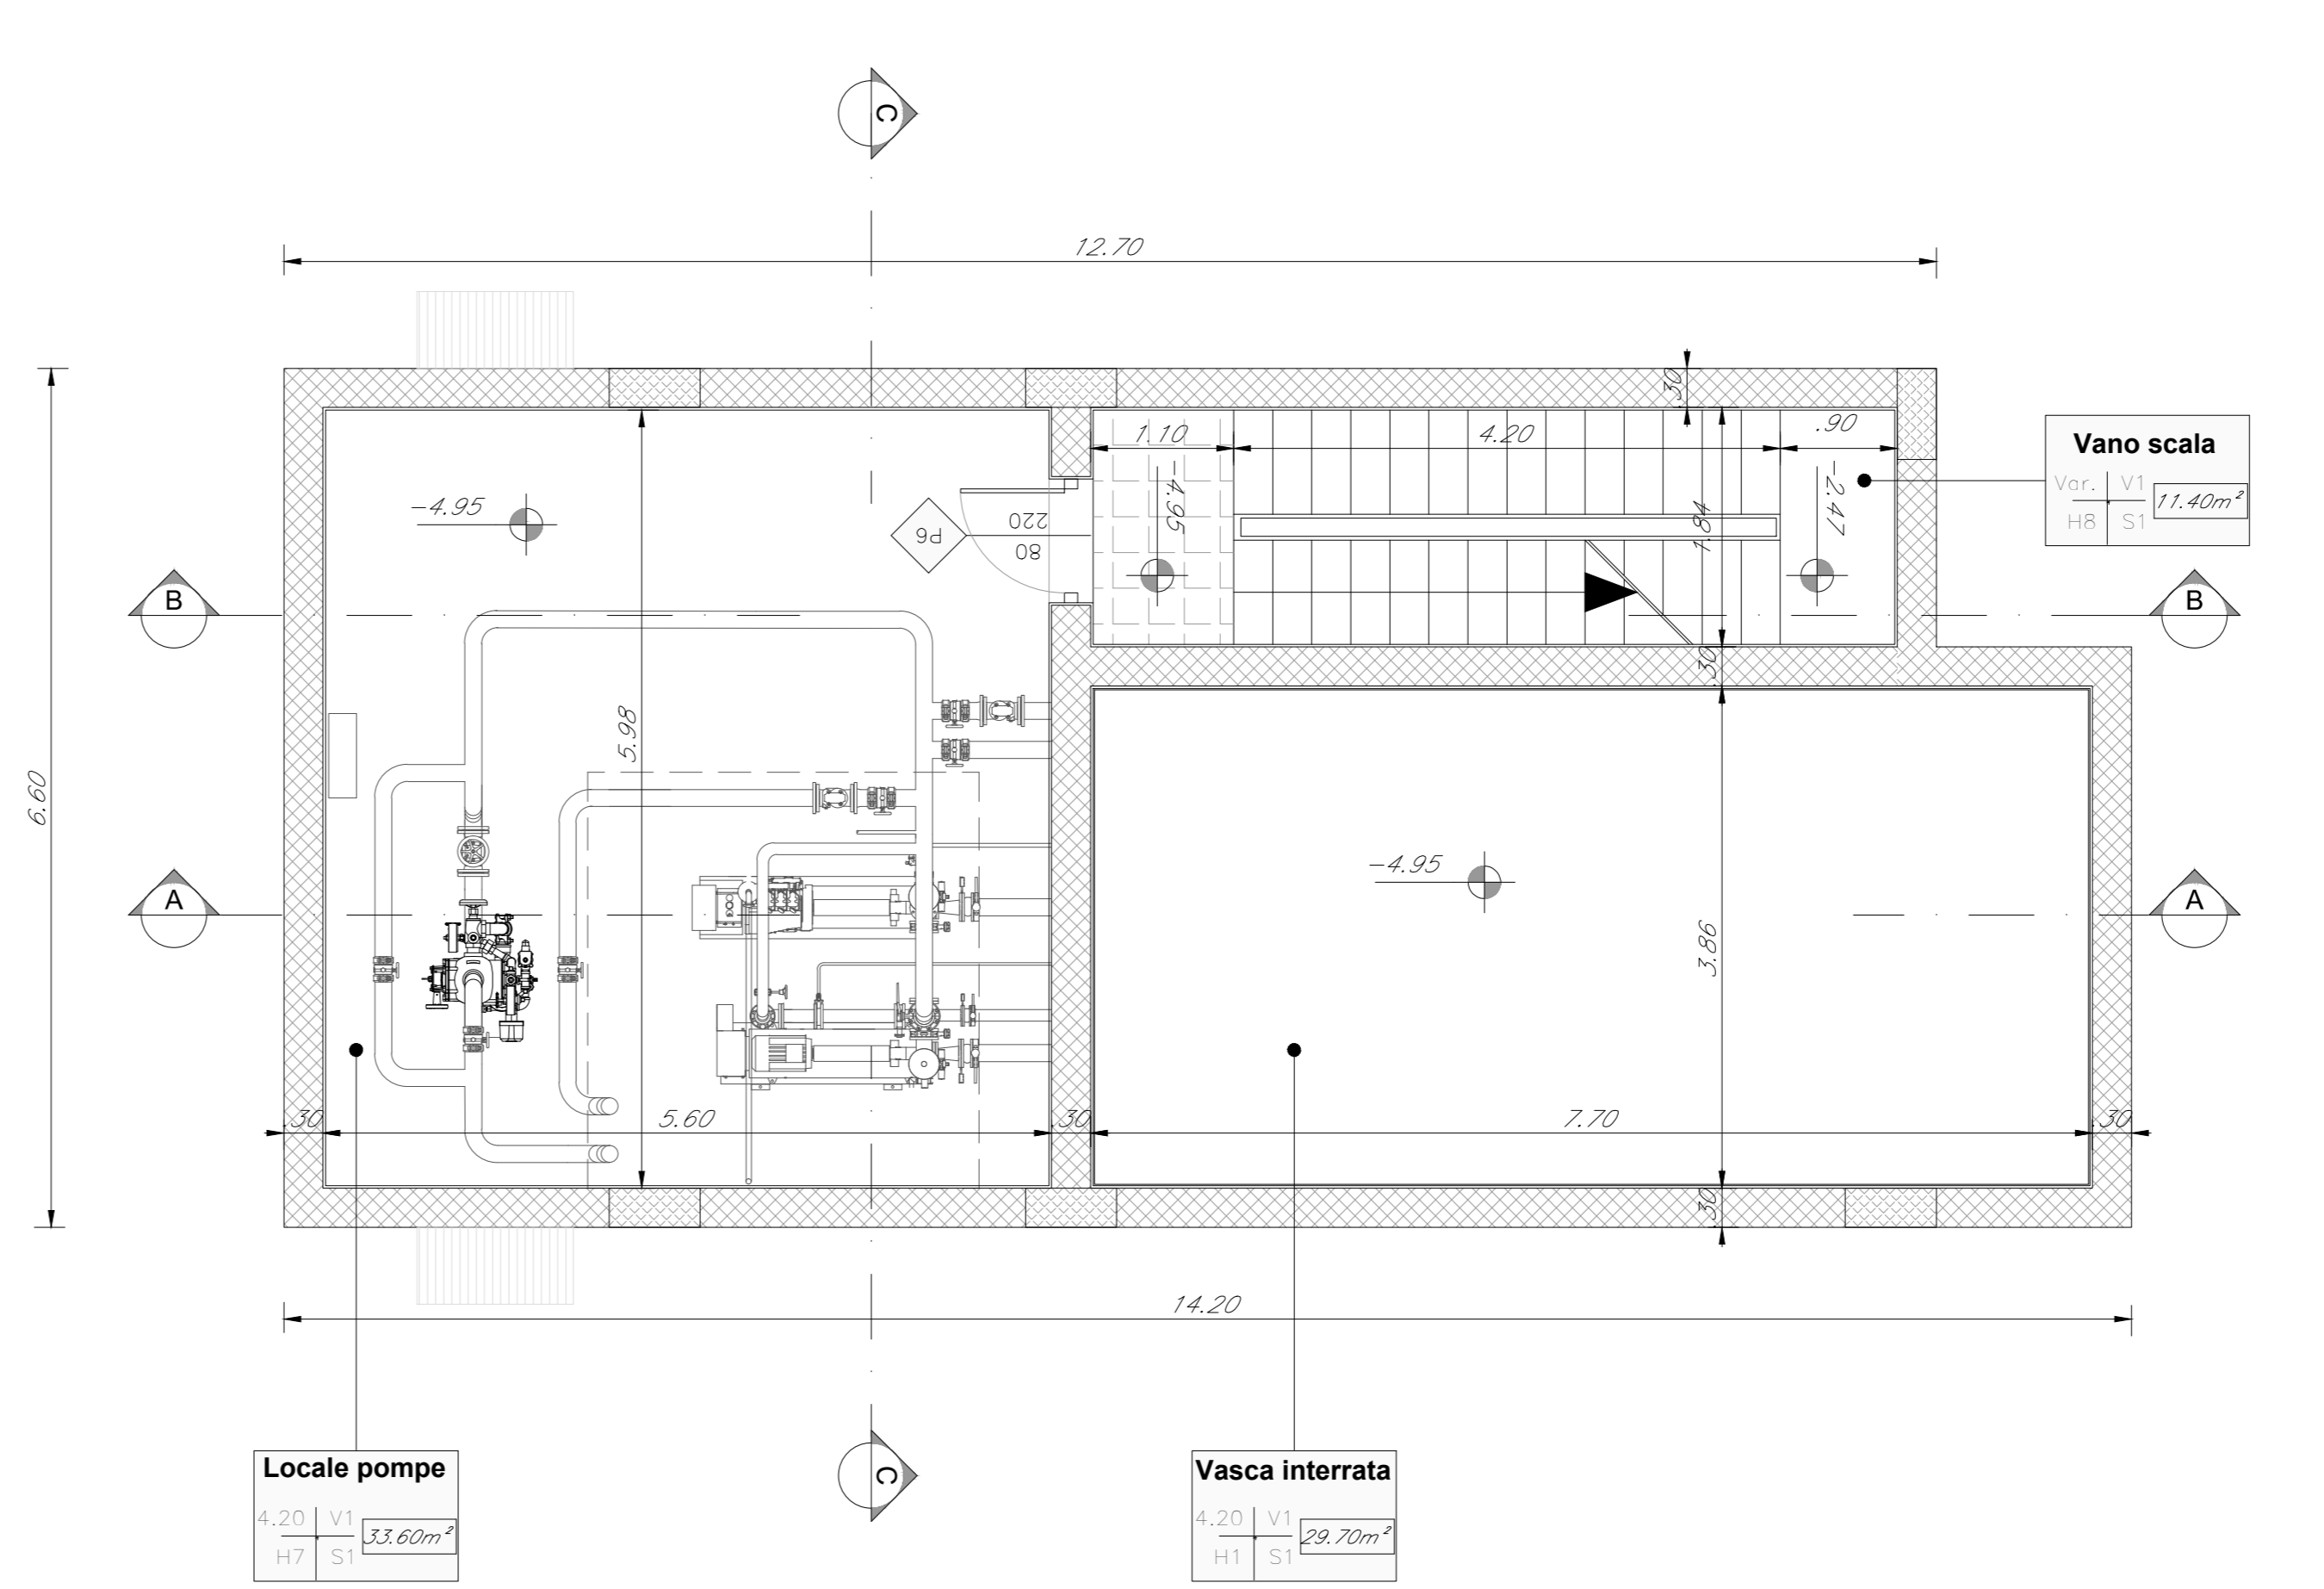 C
12.70
.30
1.10
4.20
.90
Vano scala
Var. V1
11.40m²
H8 S1
-4.95
-4.95
-2.47
1.84
P6
220
80
B
B
.30
5.98
6.60
-4.95
A
A
3.86
.30
5.60
.30
7.70
.30
.30
14.20
C
Locale pompe
4.20 V1
33.60m²
H7 S1
Vasca interrata
4.20 V1
29.70m²
H1 S1